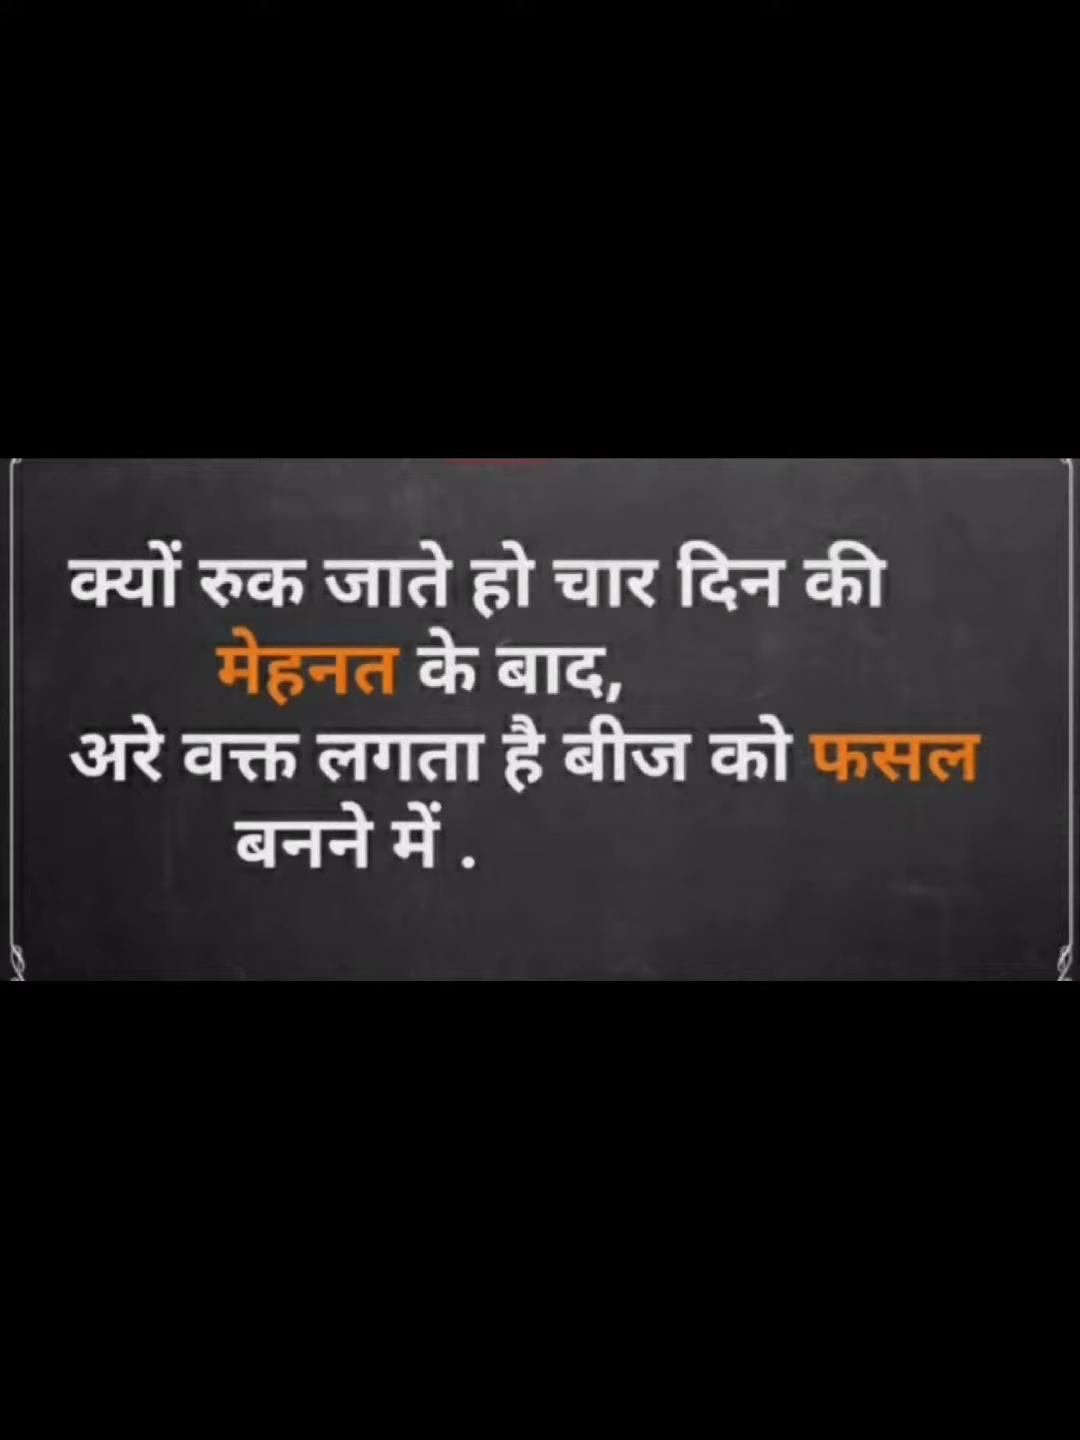 क्यों रुक जाते हो चार दिन की
मेहनत के बाद,
अरे वक्त लगता है बीज को फसल
बनने में .